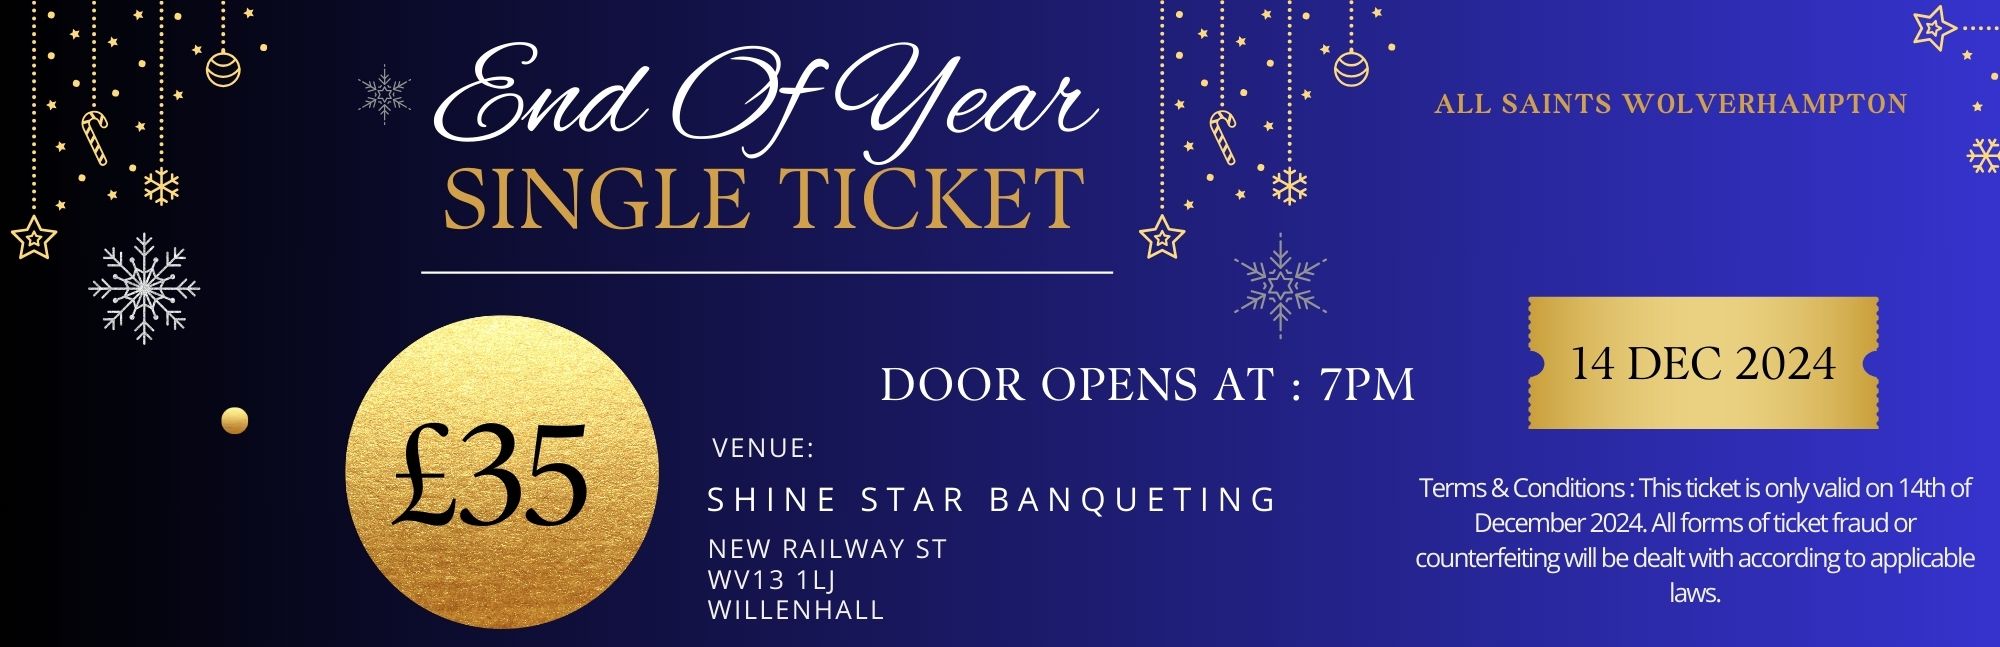 End Of Year
SINGLE TICKET
ALL SAINTS WOLVERHAMPTON
£35
DOOR OPENS AT : 7PM
VENUE:
SHINE STAR BANQUETING
NEW RAILWAY ST
WV13 1LJ
WILLENHALL
14 DEC 2024
Terms & Conditions : This ticket is only valid on 14th of
December 2024. All forms of ticket fraud or
counterfeiting will be dealt with according to applicable
laws.